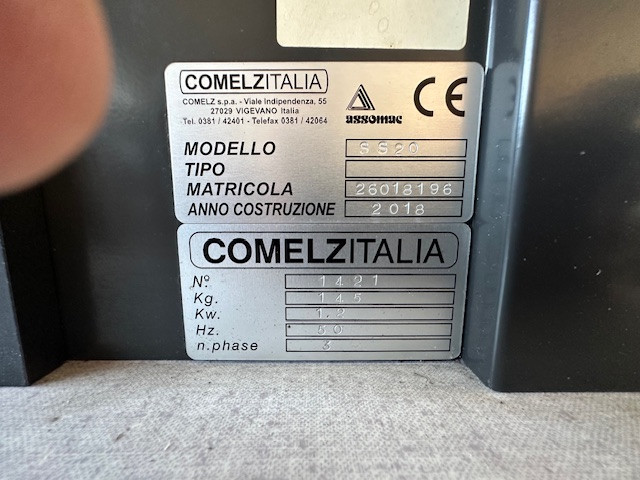 COMELZITALIA
COMELZ s.p.a. - Viale Indipendenza, 55
27029 VIGEVANO Italia
Tel. 0381 / 42401 - Telefax 0381 / 42064
assomac
CE
MODELLO SS20
TIPO
MATRICOLA 26018196
ANNO COSTRUZIONE 2018
COMELZITALIA
N° 1421
Kg. 145
Kw. 1.2
Hz. 50
n.phase 3